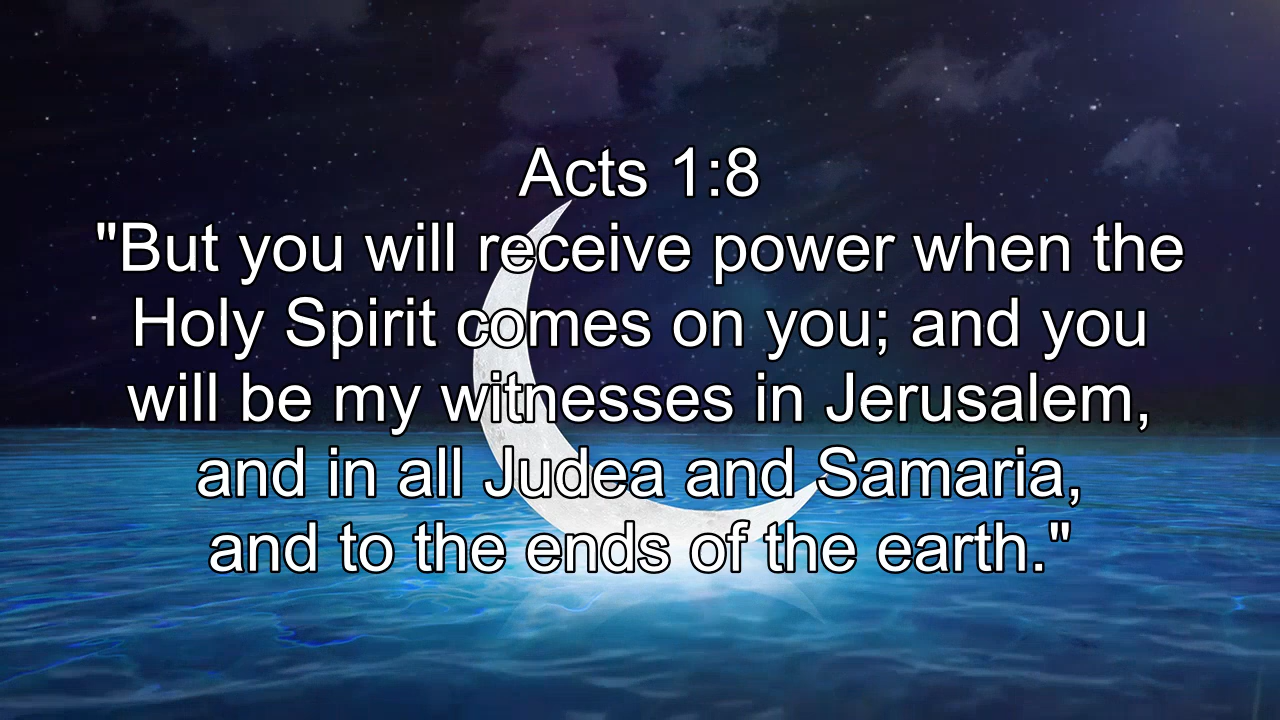 Acts 1:8
"But you will receive power when the
Holy Spirit comes on you; and you
will be my witnesses in Jerusalem,
and in all Judea and Samaria,
and to the ends of the earth."